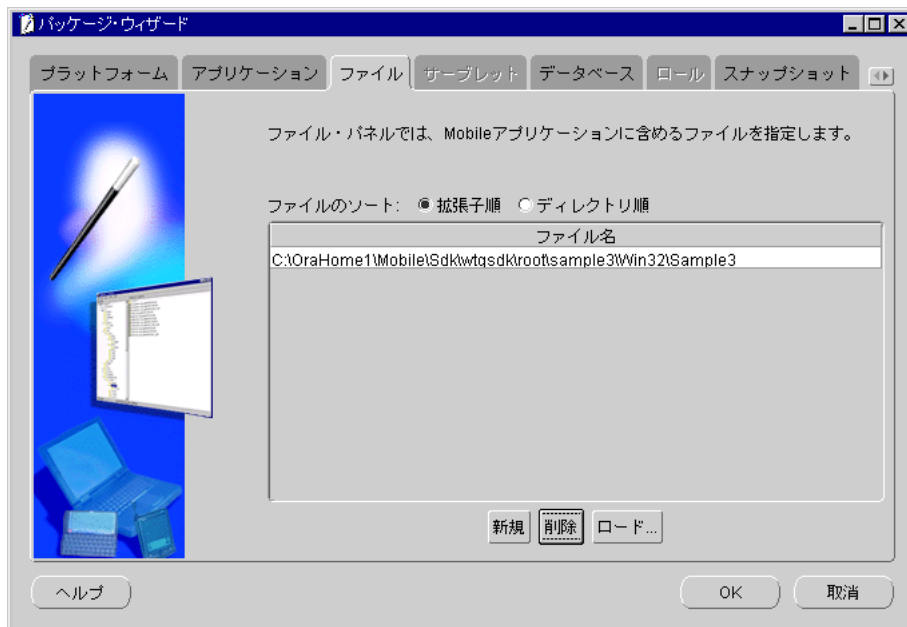 パッケージ・ウィザード
プラットフォーム アプリケーション ファイル サーブレット データベース ロール スナップショット
ファイル・パネルでは、Mobileアプリケーションに含めるファイルを指定します。
ファイルのソート: 拡張子順 ディレクトリ順
ファイル名
C:\OraHome1\Mobile\Sdk\wtgsdk\root\sample3\Win32\Sample3
新規 削除 ロード...
ヘルプ OK 取消